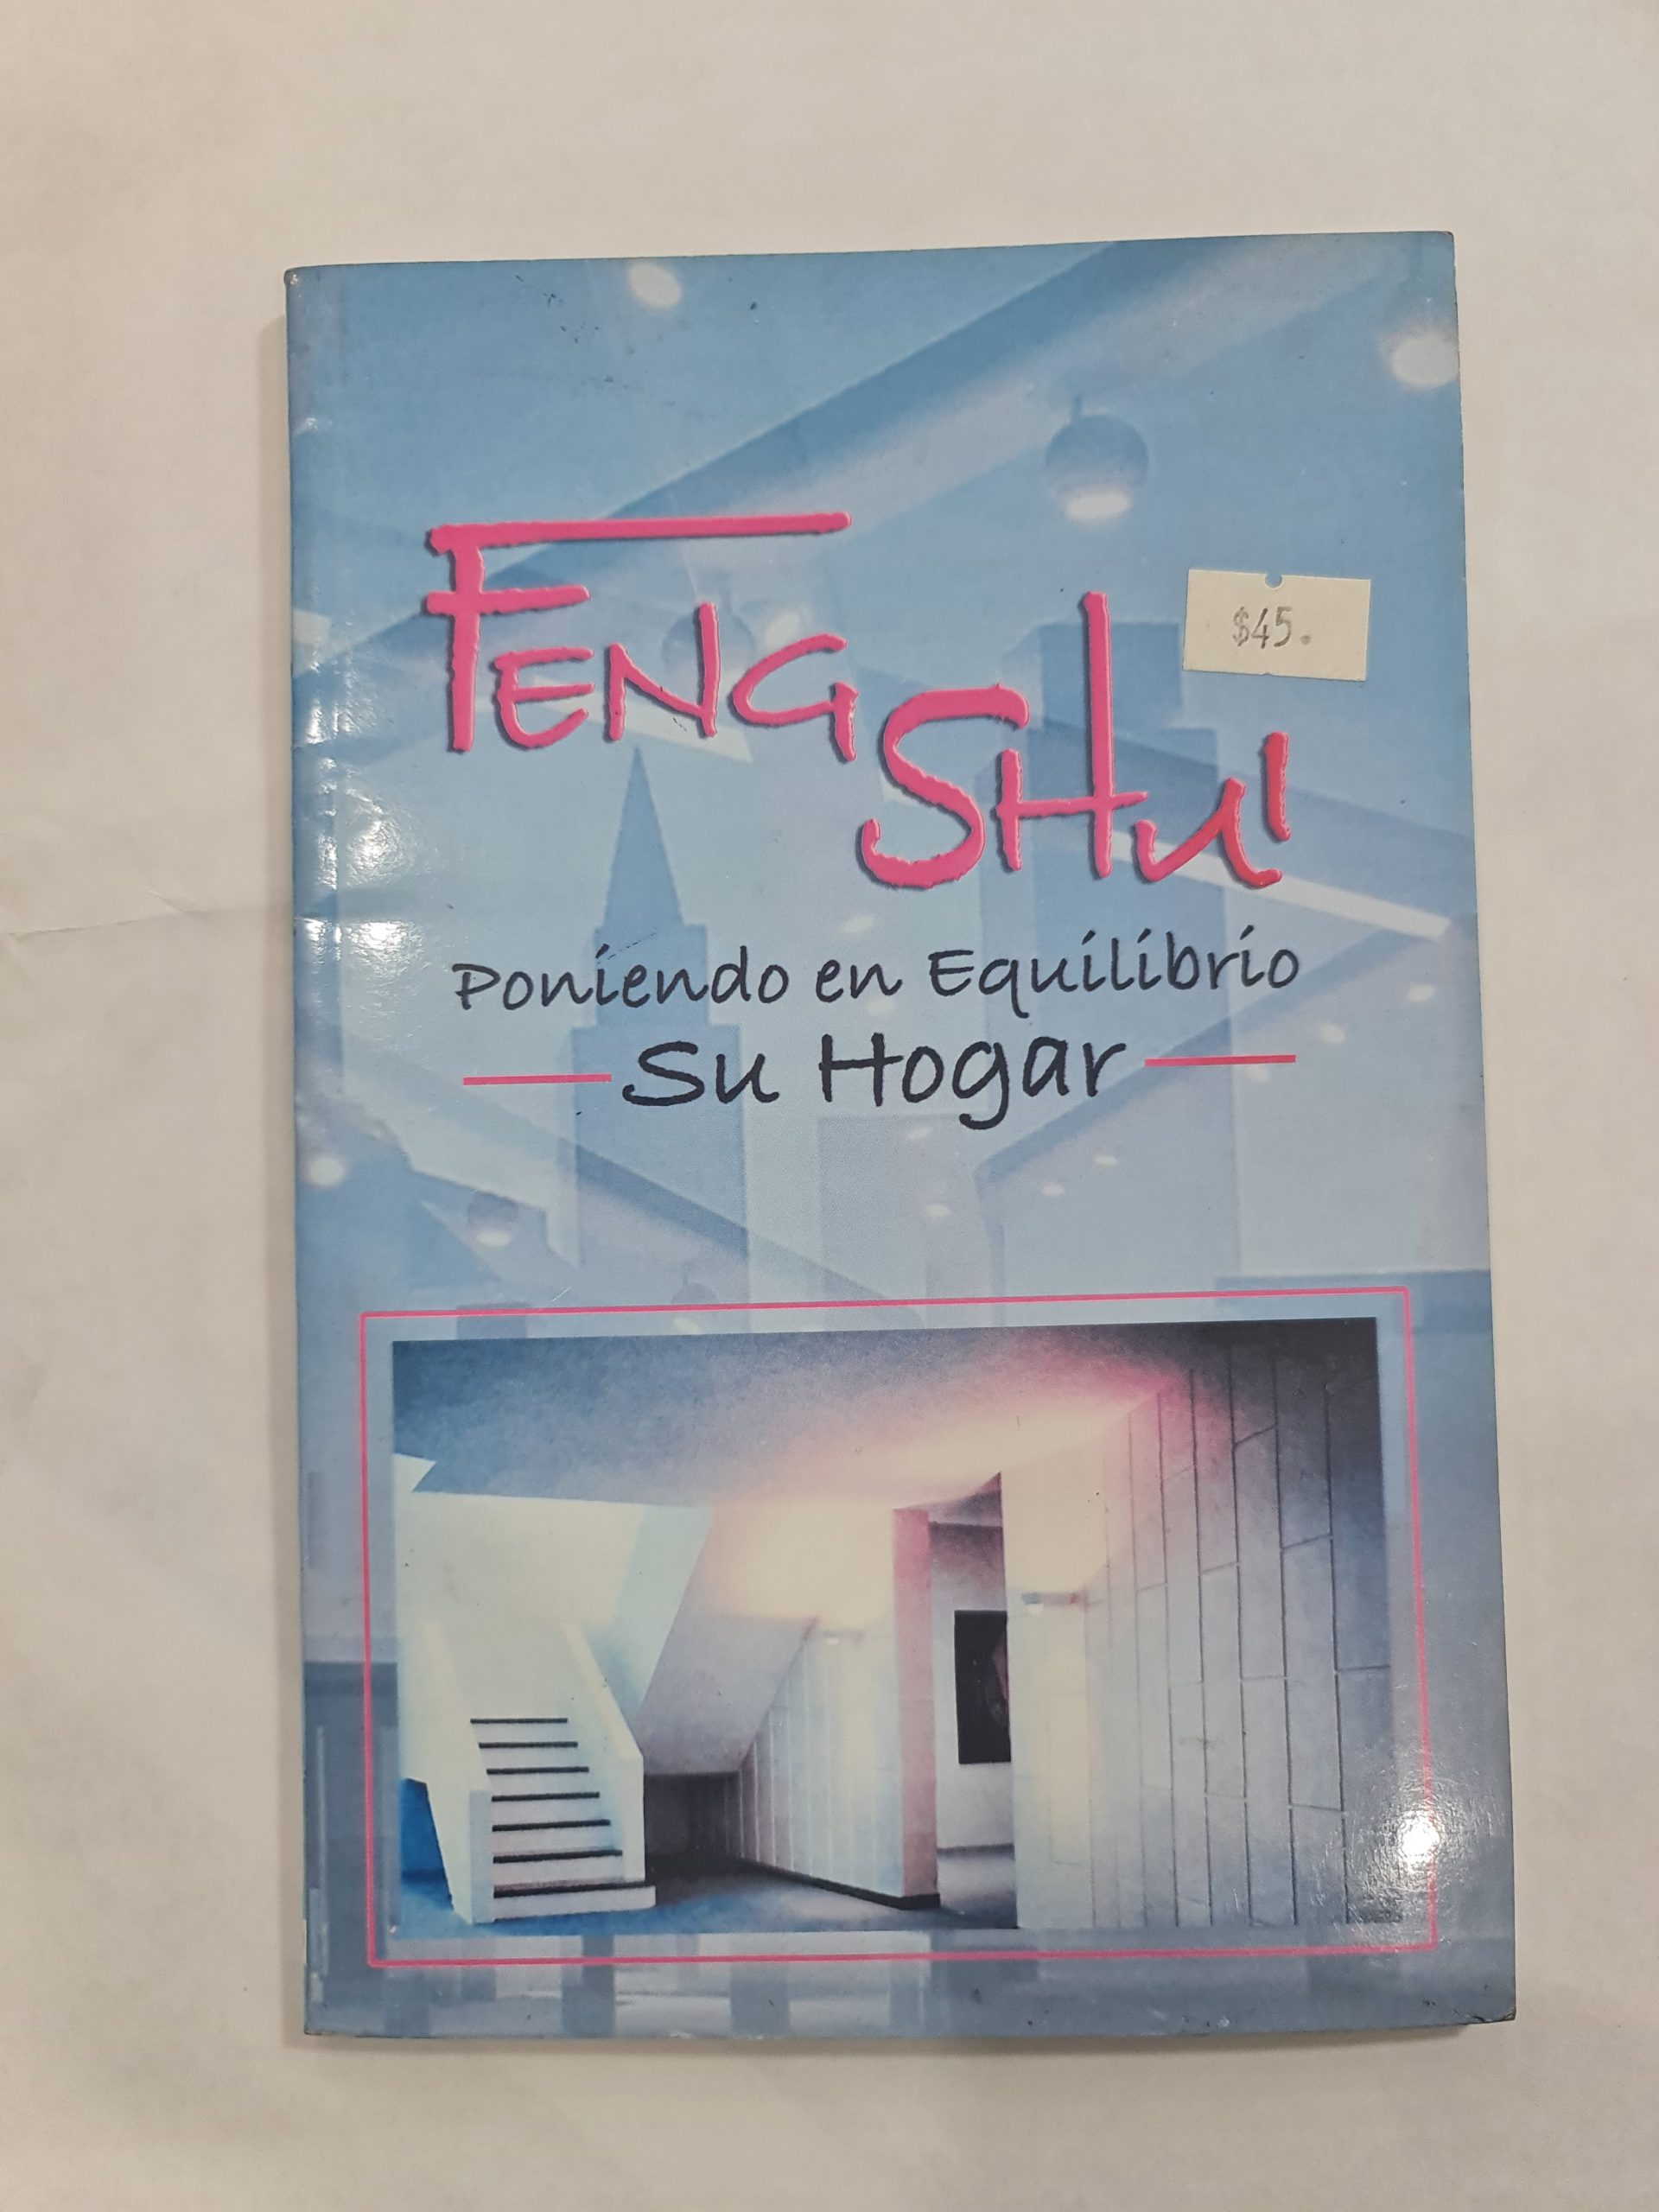 FENG SHUI
$45.
Poniendo en Equilibrio
Su Hogar